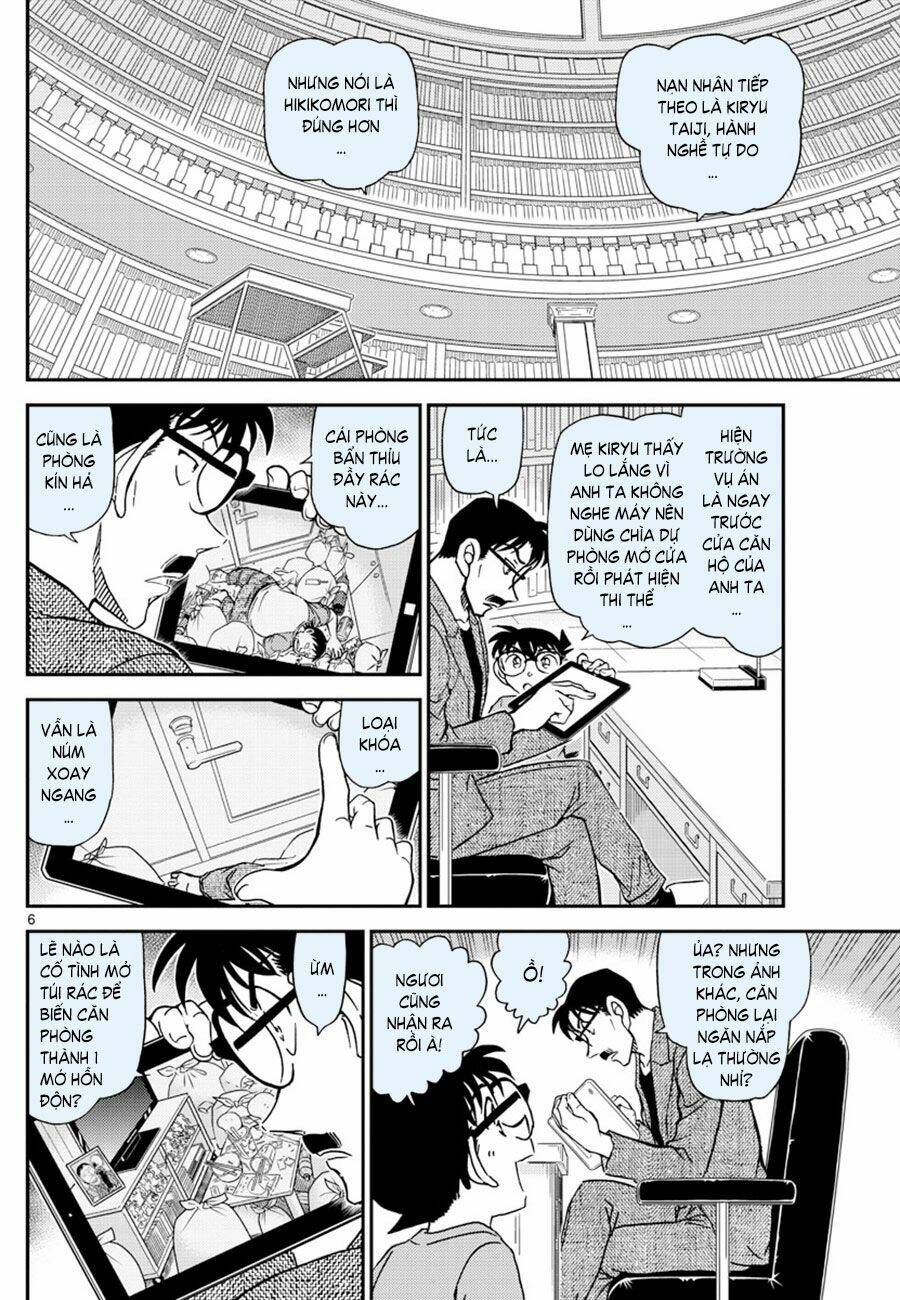 NẠN NHÂN TIẾP
THEO LÀ KIRYU
TAIJI, HÀNH
NGHỀ TỰ DO
...
NHƯNG NÓI LÀ
HIKIKOMORI THÌ
ĐÚNG HƠN
...
HIỆN
TRƯỜNG
VỤ ÁN
LÀ NGAY
TRƯỚC
CỬA CĂN
HỘ CỦA
ANH TA
...
MẸ KIRYU THẤY
LO LẮNG VÌ
ANH TA KHÔNG
NGHE MÁY NÊN
DÙNG CHÌA DỰ
PHÒNG MỞ CỬA
RỒI PHÁT HIỆN
THI THỂ
...
TỨC
LÀ...
CÁI PHÒNG
BẨN THÍU
ĐẦY RÁC
NÀY...
CŨNG LÀ
PHÒNG
KÍN HẢ
...
LOẠI
KHÓA
...
VẪN LÀ
NÚM
XOAY
NGANG
...
6
ỦA? NHƯNG
TRONG ẢNH
KHÁC, CĂN
PHÒNG LẠI
NGĂN NẮP
LẠ THƯỜNG
NHỈ?
Ồ!
NGƯƠI
CŨNG
NHẬN RA
RỒI À!
ỪM
...
LẼ NÀO LÀ
CỐ TÌNH MỞ
TÚI RÁC ĐỂ
BIẾN CĂN
PHÒNG
THÀNH 1
MỚ HỖN
ĐỘN?